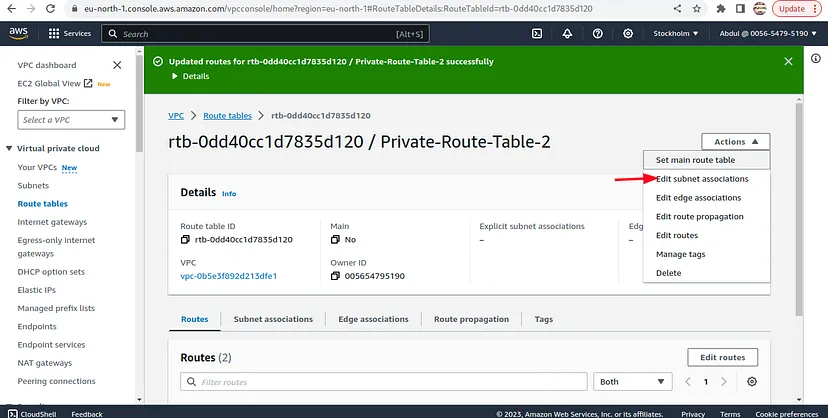 eu-north-1.console.aws.amazon.com/vpcconsole/home?region=eu-north-1#RouteTableDetails:RouteTableId=rtb-0dd40cc1d7835d120
Update
aws
Services
Search
[Alt+S]
Stockholm
Abdul @ 0056-5479-5190
VPC dashboard
EC2 Global View New
Filter by VPC:
Select a VPC
Virtual private cloud
Your VPCs New
Subnets
Route tables
Internet gateways
Egress-only internet
gateways
DHCP option sets
Elastic IPs
Managed prefix lists
Endpoints
Endpoint services
NAT gateways
Peering connections
Updated routes for rtb-0dd40cc1d7835d120 / Private-Route-Table-2 successfully
Details
VPC
Route tables
rtb-0dd40cc1d7835d120
rtb-0dd40cc1d7835d120 / Private-Route-Table-2
Actions
Set main route table
Edit subnet associations
Edit edge associations
Edit route propagation
Edit routes
Manage tags
Delete
Details Info
Route table ID
rtb-0dd40cc1d7835d120
Main
No
Explicit subnet associations
–
Edg
–
VPC
vpc-0b5e3f892d213dfe1
Owner ID
005654795190
Routes
Subnet associations
Edge associations
Route propagation
Tags
Routes (2)
Edit routes
Filter routes
Both
1
CloudShell
Feedback
© 2023, Amazon Web Services, Inc. or its affiliates.
Privacy
Terms
Cookie preferences